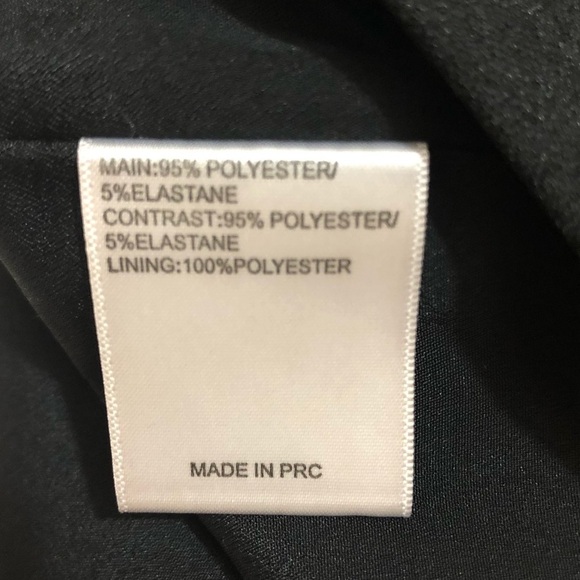 MAIN:95% POLYESTER/
5%ELASTANE
CONTRAST:95% POLYESTER/
5%ELASTANE
LINING:100%POLYESTER
MADE IN PRC